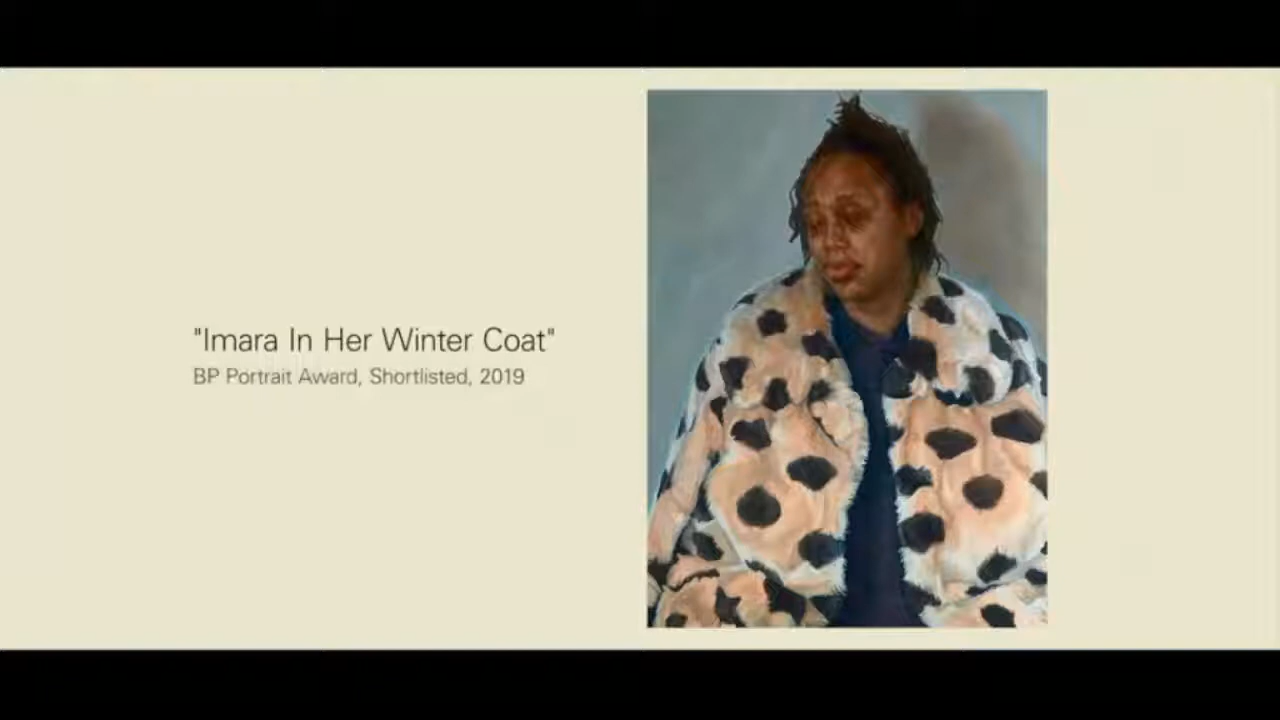 "Imara In Her Winter Coat"
BP Portrait Award, Shortlisted, 2019